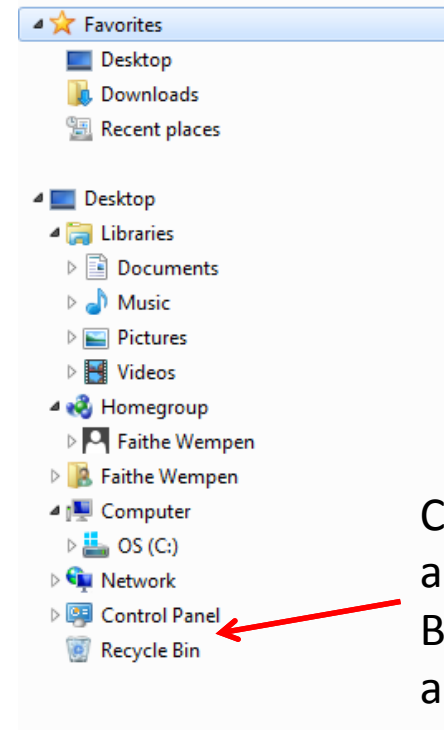 Favorites
Desktop
Downloads
Recent places
Desktop
Libraries
Documents
Music
Pictures
Videos
Homegroup
Faithe Wempen
Faithe Wempen
Computer
OS (C:)
Network
Control Panel
Recycle Bin
C
a
B
a